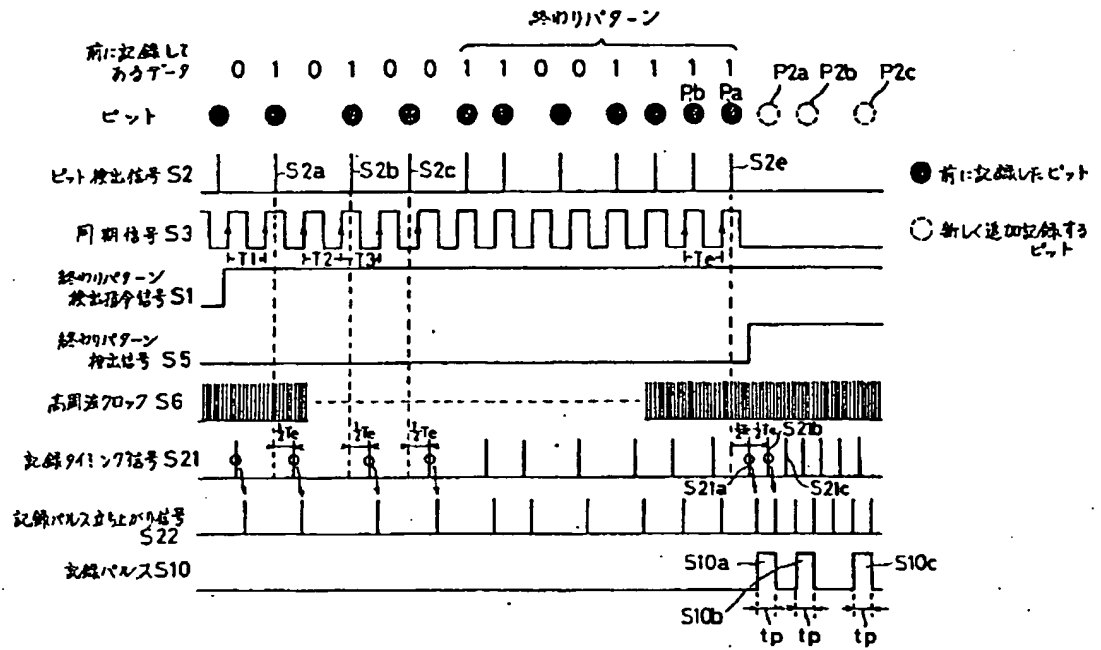 終わりパターン
前に記録して
あるデータ
0 1 0 1 0 0 1 1 0 0 1 1 1 1
P2a P2b P2c
ピット
Pb Pa
ピット検出信号 S2
S2a
S2b
S2c
S2e
前に記録したピット
同期信号 S3
新しく追加記録する
ピット
T1
T2
T3
Te
終わりパターン
検出指令信号 S1
終わりパターン
検出信号 S5
高周波クロック S6
½Te ½Te ½Te ½Te
S21b
記録タイミング信号 S21
S21a
S21c
記録パルス立ち上がり信号
S22
記録パルス S10
S10a
S10c
S10b
tp tp tp